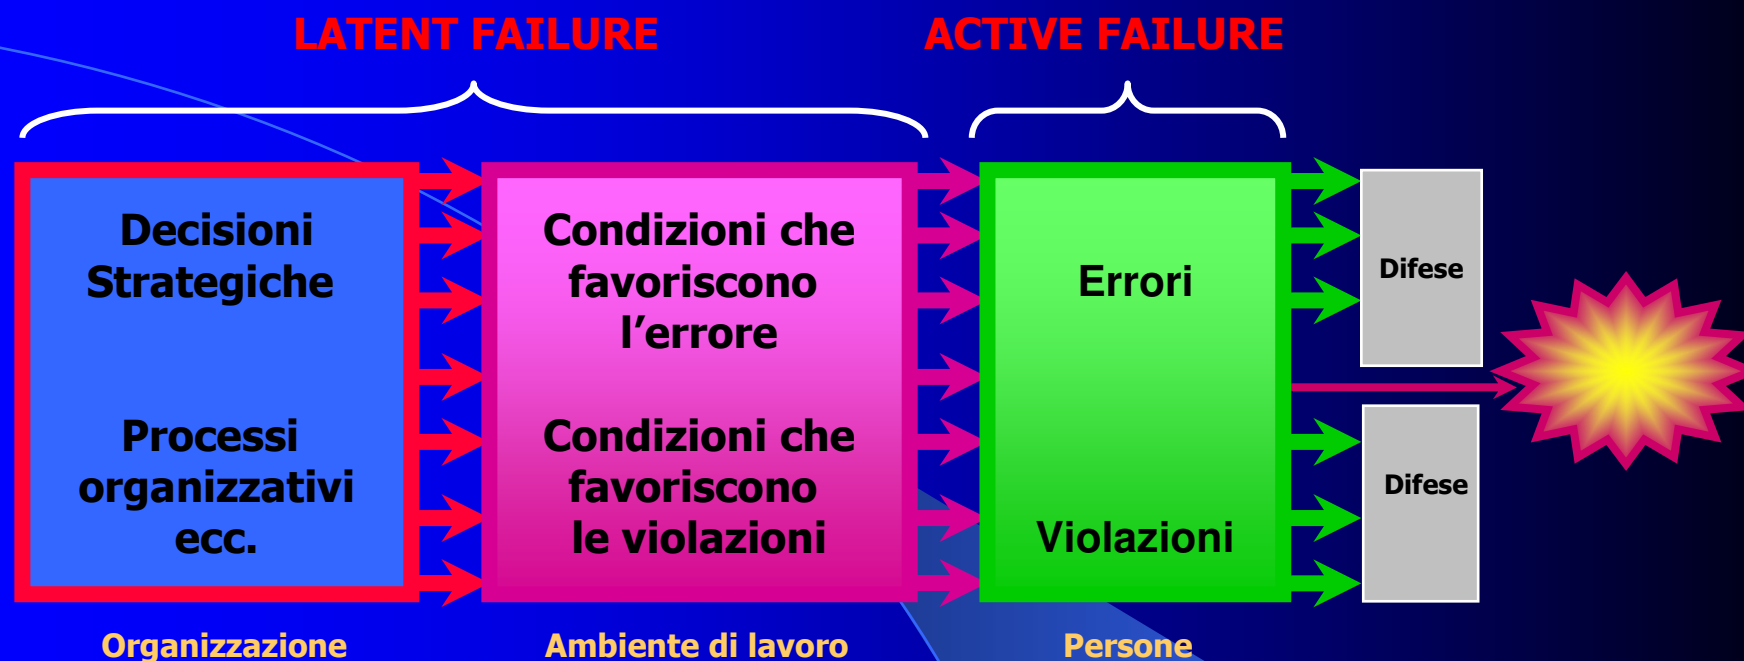 LATENT FAILURE
ACTIVE FAILURE
Decisioni
Strategiche
Processi
organizzativi
ecc.
Condizioni che
favoriscono
l’errore
Condizioni che
favoriscono
le violazioni
Errori
Violazioni
Difese
Difese
Organizzazione
Ambiente di lavoro
Persone